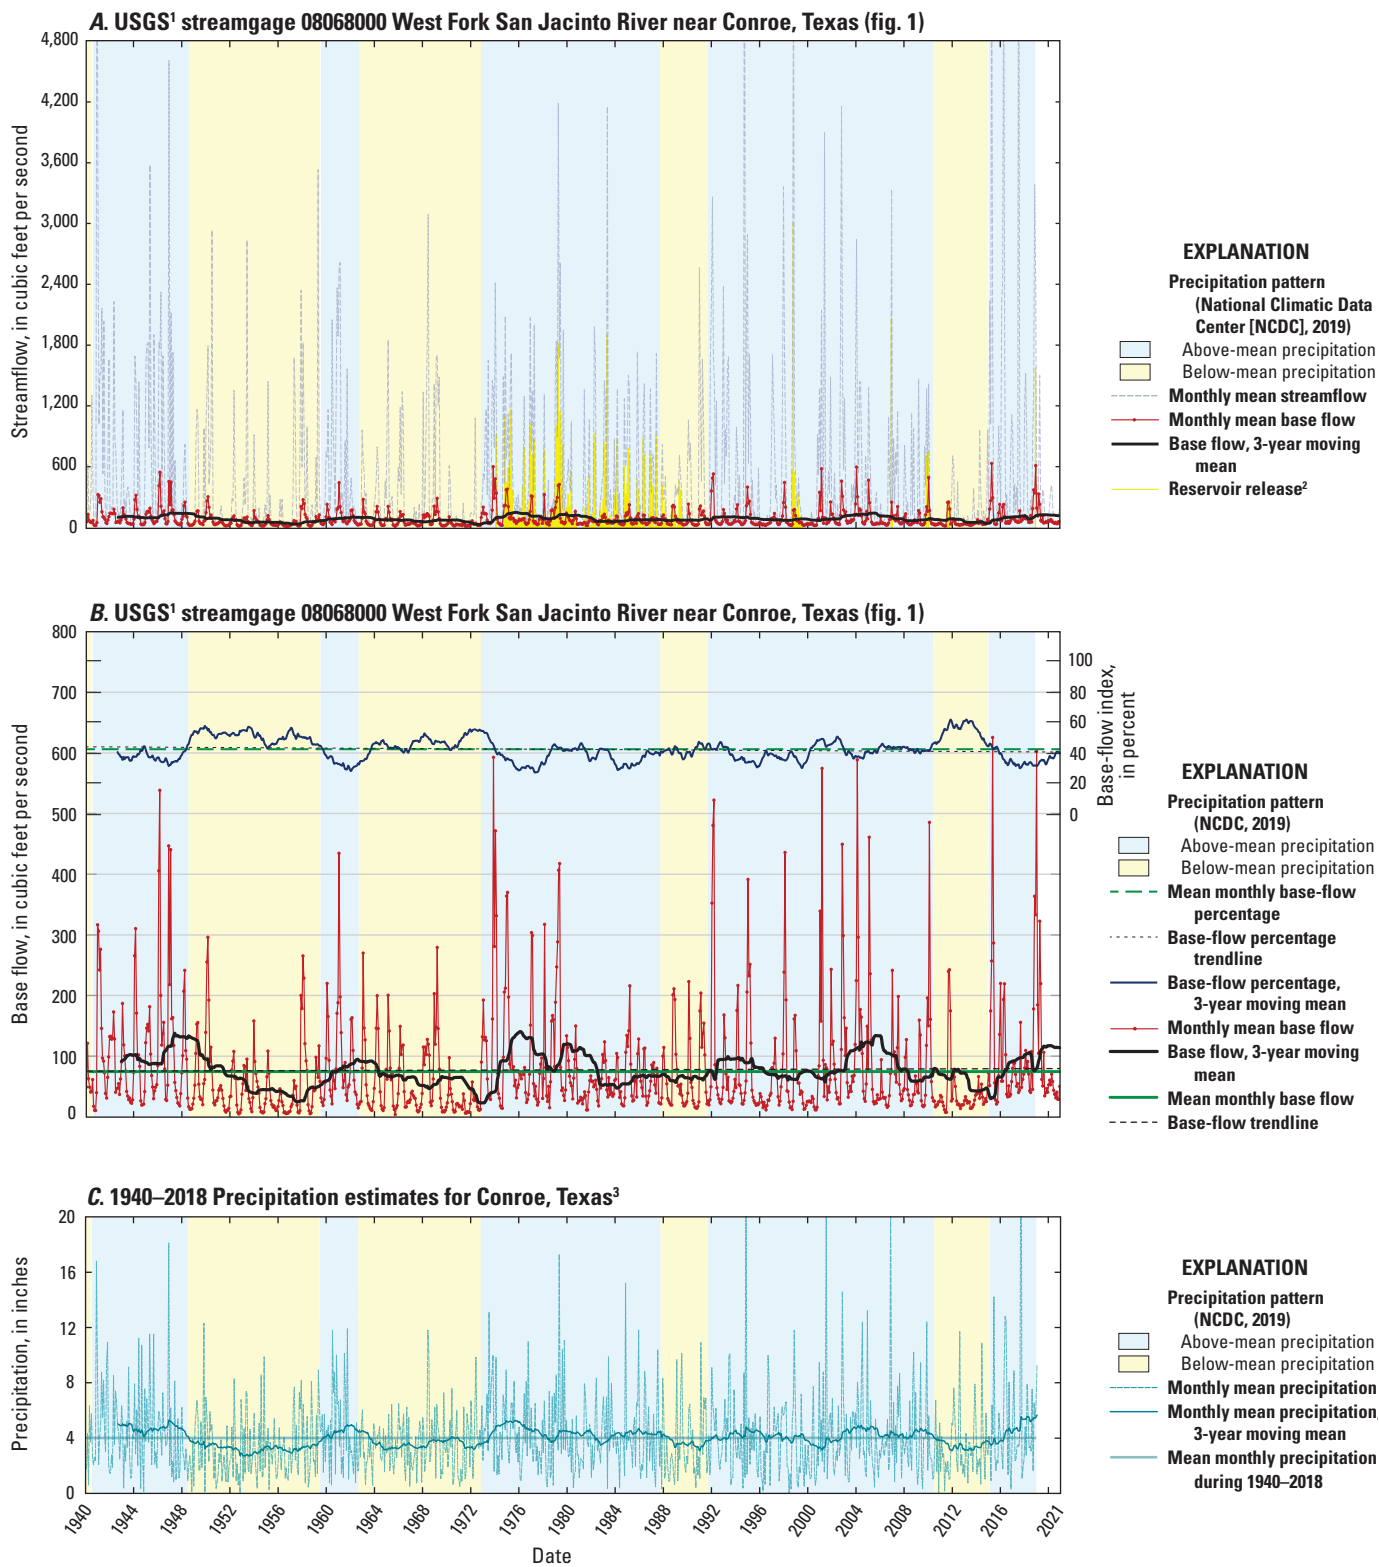 A. USGS¹ streamgage 08068000 West Fork San Jacinto River near Conroe, Texas (fig. 1)
4,800
4,200
3,600
3,000
2,400
1,800
1,200
600
0
Streamflow, in cubic feet per second
EXPLANATION
Precipitation pattern
(National Climatic Data
Center [NCDC], 2019)
Above-mean precipitation
Below-mean precipitation
Monthly mean streamflow
Monthly mean base flow
Base flow, 3-year moving
mean
Reservoir release²
B. USGS¹ streamgage 08068000 West Fork San Jacinto River near Conroe, Texas (fig. 1)
800
700
600
500
400
300
200
100
0
Base flow, in cubic feet per second
100
80
60
40
20
0
Base-flow index,
in percent
EXPLANATION
Precipitation pattern
(NCDC, 2019)
Above-mean precipitation
Below-mean precipitation
Mean monthly base-flow
percentage
Base-flow percentage
trendline
Base-flow percentage,
3-year moving mean
Monthly mean base flow
Base flow, 3-year moving
mean
Mean monthly base flow
Base-flow trendline
C. 1940–2018 Precipitation estimates for Conroe, Texas³
20
16
12
8
4
0
Precipitation, in inches
1940
1944
1948
1952
1956
1960
1964
1968
1972
1976
1980
1984
1988
1992
1996
2000
2004
2008
2012
2016
2021
Date
EXPLANATION
Precipitation pattern
(NCDC, 2019)
Above-mean precipitation
Below-mean precipitation
Monthly mean precipitation
Monthly mean precipitation,
3-year moving mean
Mean monthly precipitation
during 1940–2018